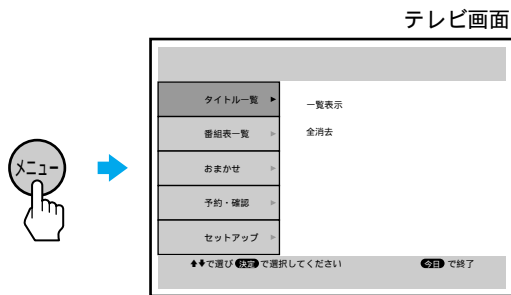 テレビ画面
メニュー
タイトル一覧
一覧表示
番組表一覧
全消去
おまかせ
予約・確認
セットアップ
で選び 決定 で選択してください
今日 で終了